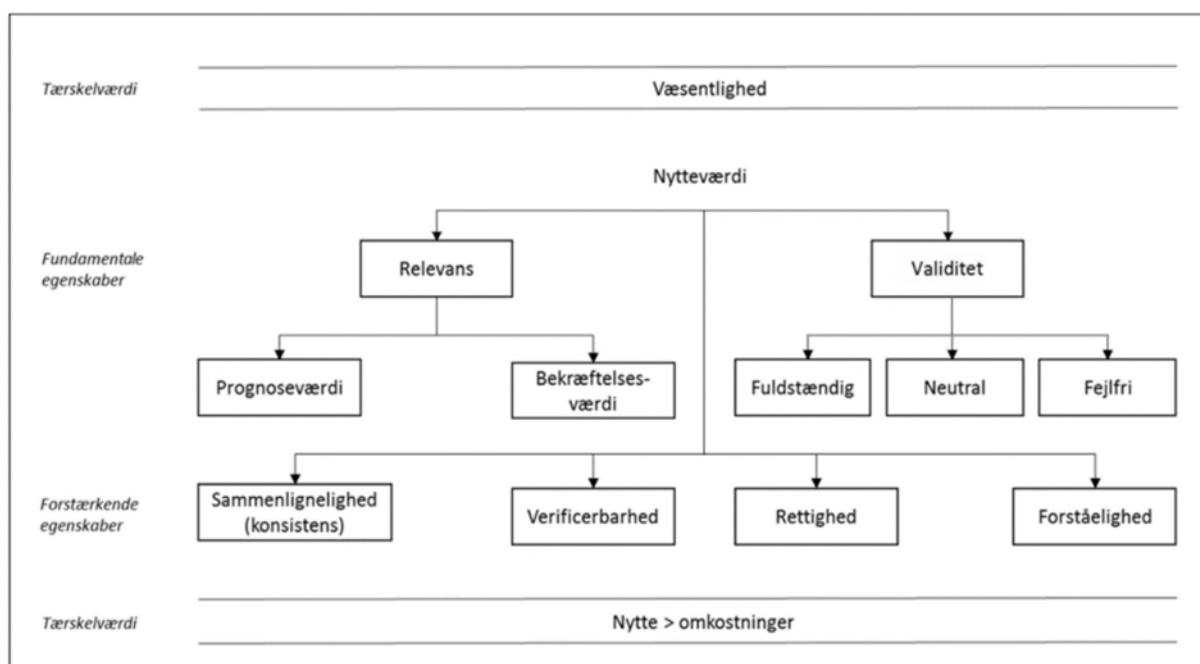 Tærskelværdi
Væsentlighed
Nytteværdi
Fundamentale
egenskaber
Relevans
Validitet
Prognoseværdi
Bekræftelses-
værdi
Fuldstændig
Neutral
Fejlfri
Forstærkende
egenskaber
Sammenlignelighed
(konsistens)
Verificerbarhed
Rettighed
Forståelighed
Tærskelværdi
Nytte > omkostninger